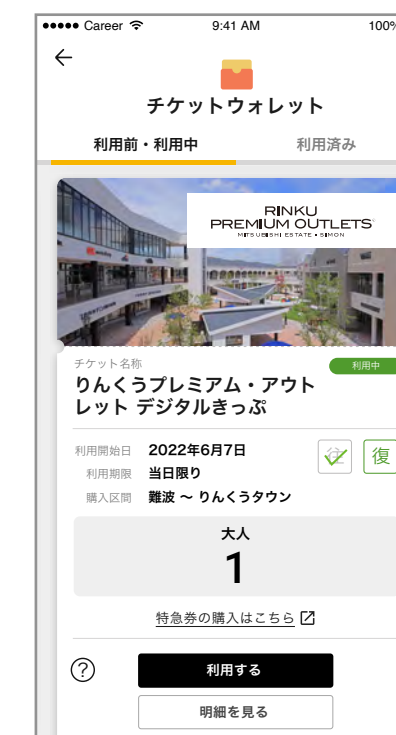 ●●●●● Career 9:41 AM 100%
チケットウォレット
利用前・利用中 利用済み
RINKU
PREMIUM OUTLETS
MITSUBISHI ESTATE • SIMON
チケット名称
利用中
りんくうプレミアム・アウト
レット デジタルきっぷ
利用開始日 2022年6月7日
往 復
利用期限 当日限り
購入区間 難波 〜 りんくうタウン
大人
1
特急券の購入はこちら
? 利用する
明細を見る